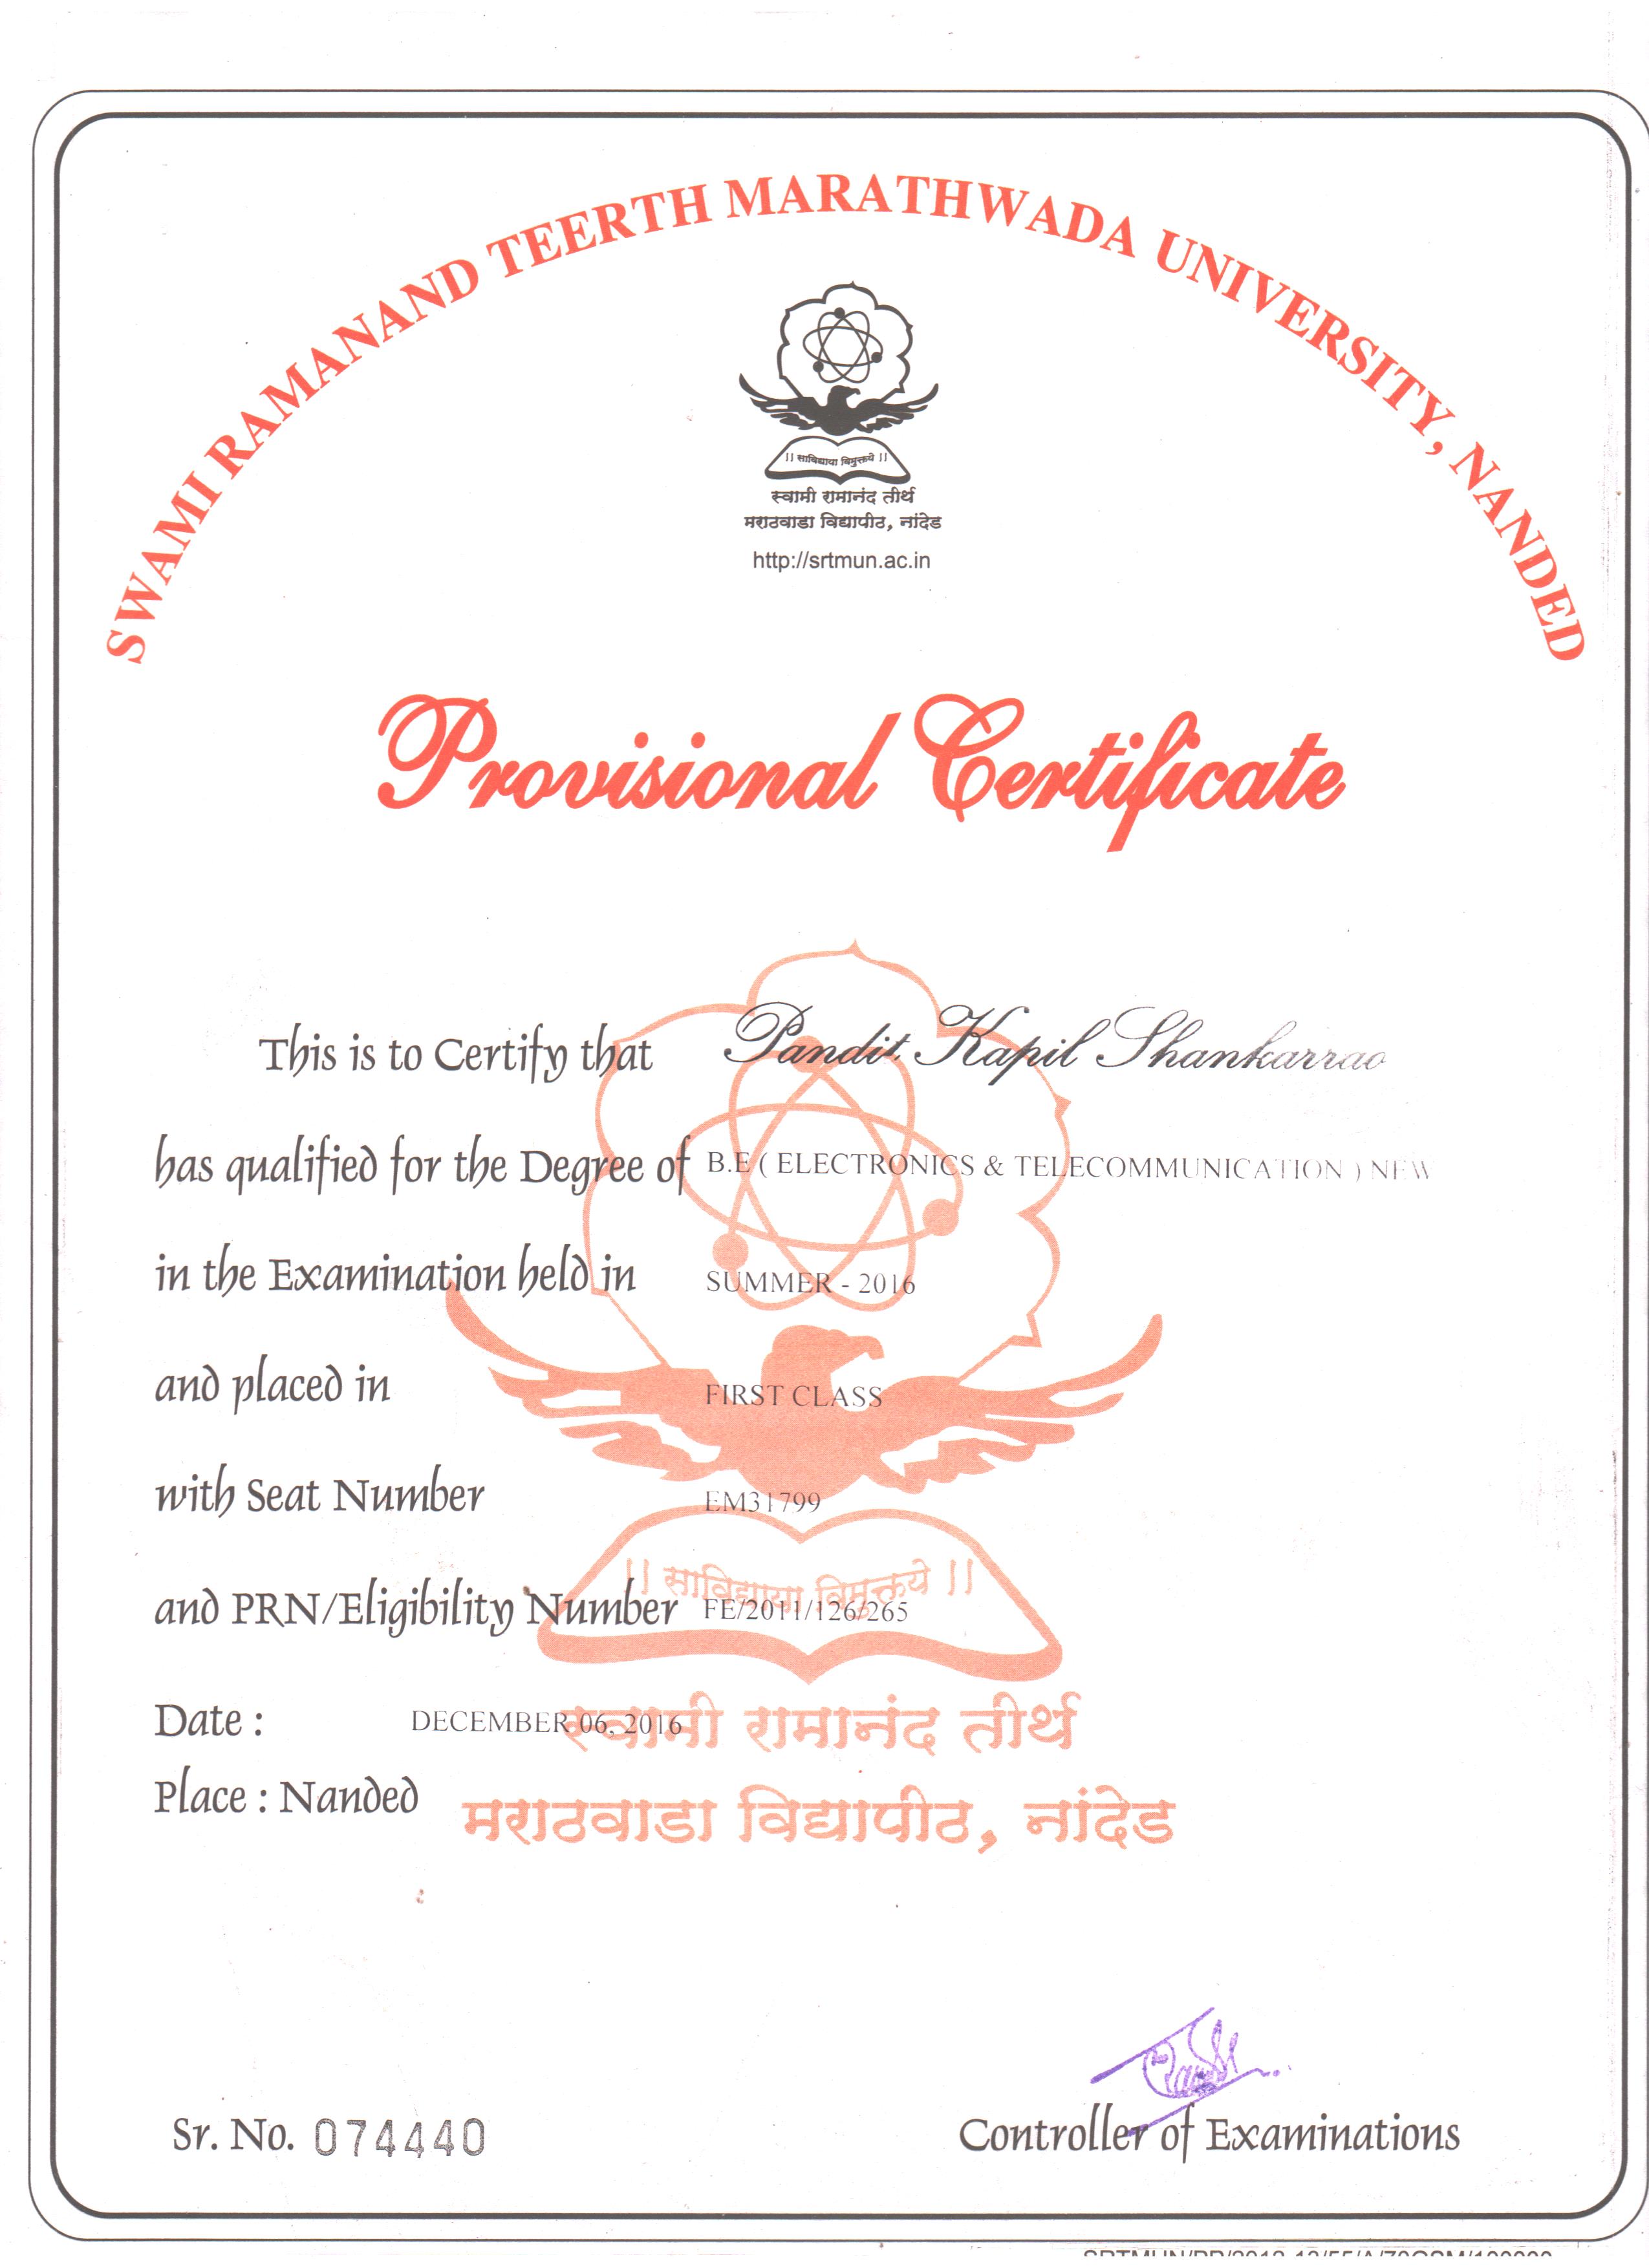 SWAMI RAMANAND TEERTH MARATHWADA UNIVERSITY, NANDED
|| साविद्याया विमुक्तये ||
स्वामी रामानंद तीर्थ
मराठवाडा विद्यापीठ, नांदेड
http://srtmun.ac.in
Provisional Certificate
This is to Certify that Pandit Kapil Shankarrao
has qualified for the Degree of B.E ( ELECTRONICS & TELECOMMUNICATION ) NEW
in the Examination held in SUMMER - 2016
and placed in FIRST CLASS
with Seat Number EM31799
|| साविद्याया विमुक्तये ||
and PRN/Eligibility Number FE/2011/126265
Date : DECEMBER 06, 2016
स्वामी रामानंद तीर्थ
Place : Nanded
मराठवाडा विद्यापीठ, नांदेड
Sr. No. 074440
Controller of Examinations